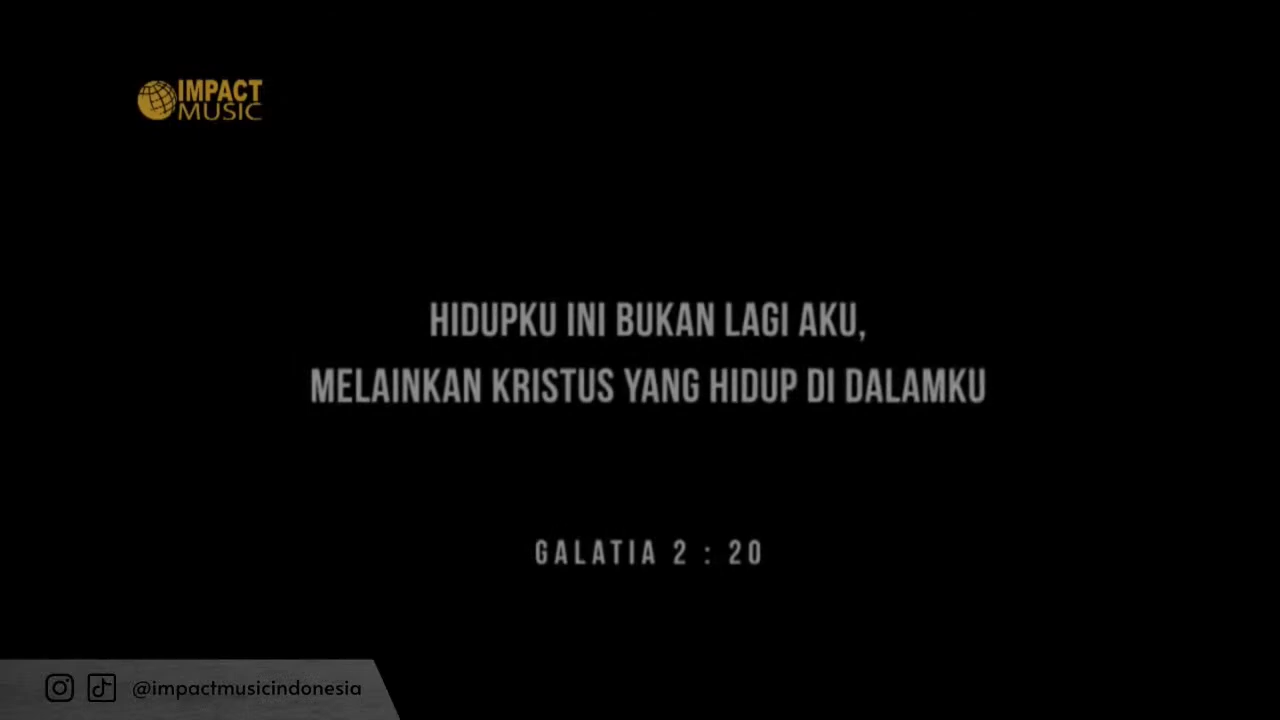 IMPACT
MUSIC
HIDUPKU INI BUKAN LAGI AKU,
MELAINKAN KRISTUS YANG HIDUP DI DALAMKU
GALATIA 2 : 20
@impactmusicindonesia